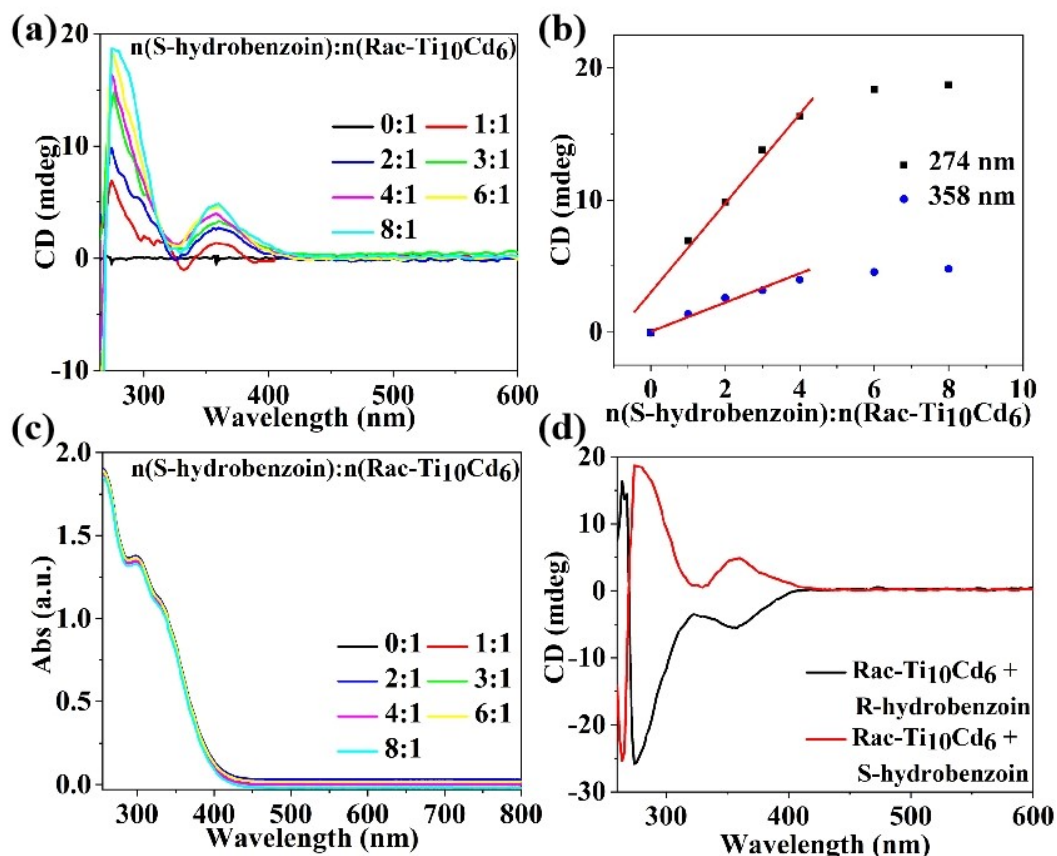 (a)
n(S-hydrobenzoin):n(Rac-Ti10Cd6)
0:1 1:1
2:1 3:1
4:1 6:1
8:1
20
10
0
-10
CD (mdeg)
300 400 500 600
Wavelength (nm)
(b)
20
10
0
CD (mdeg)
274 nm
358 nm
0 2 4 6 8 10
n(S-hydrobenzoin):n(Rac-Ti10Cd6)
(c)
n(S-hydrobenzoin):n(Rac-Ti10Cd6)
2.0
1.5
1.0
0.5
0.0
Abs (a.u.)
0:1 1:1
2:1 3:1
4:1 6:1
8:1
300 400 500 600 700 800
Wavelength (nm)
(d)
20
10
0
-10
-20
-30
CD (mdeg)
Rac-Ti10Cd6 +
R-hydrobenzoin
Rac-Ti10Cd6 +
S-hydrobenzoin
300 400 500 600
Wavelength (nm)